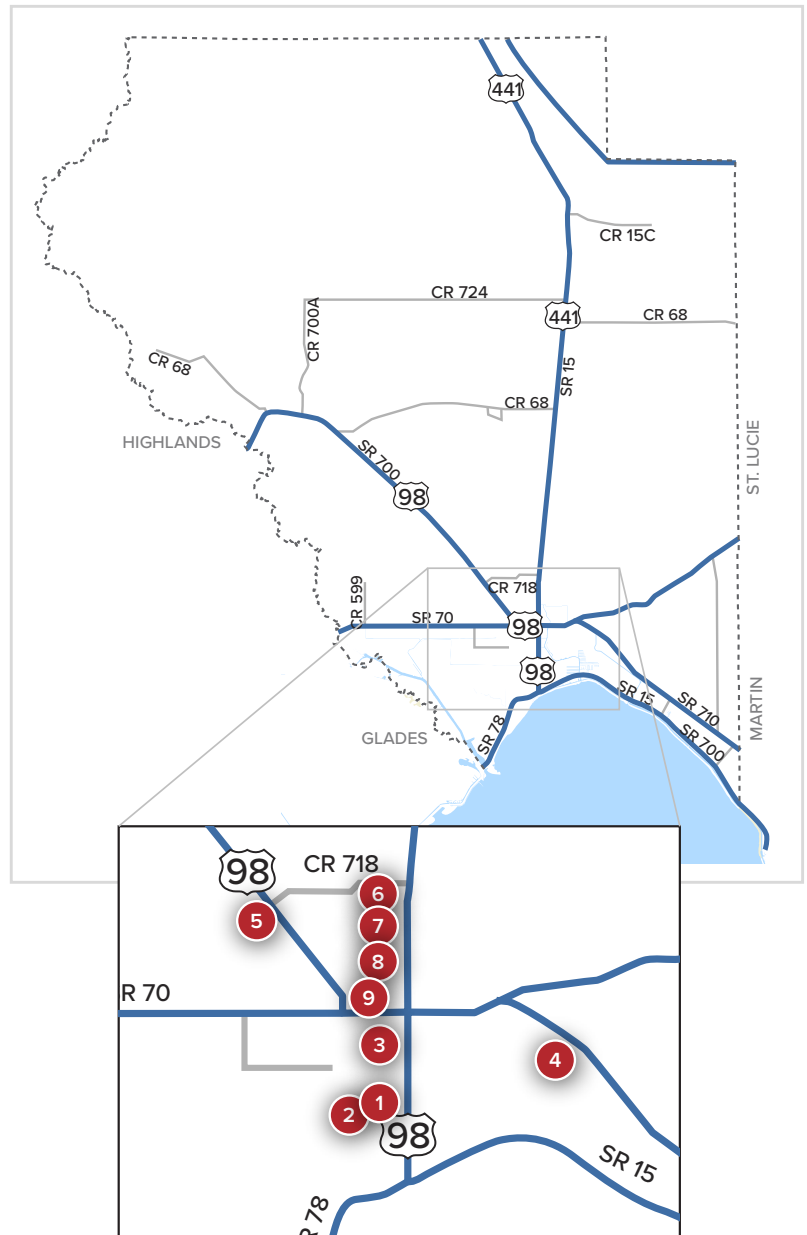 441
CR 15C
CR 724
CR 700A
441
CR 68
CR 68
SR 15
CR 68
HIGHLANDS
SR 700
98
ST. LUCIE
CR 718
CR 599
SR 70
98
98
SR 15
SR 710
MARTIN
SR 78
SR 700
GLADES
98
CR 718
6
5
7
8
R 70
9
3
4
1
2
98
SR 15
R 78